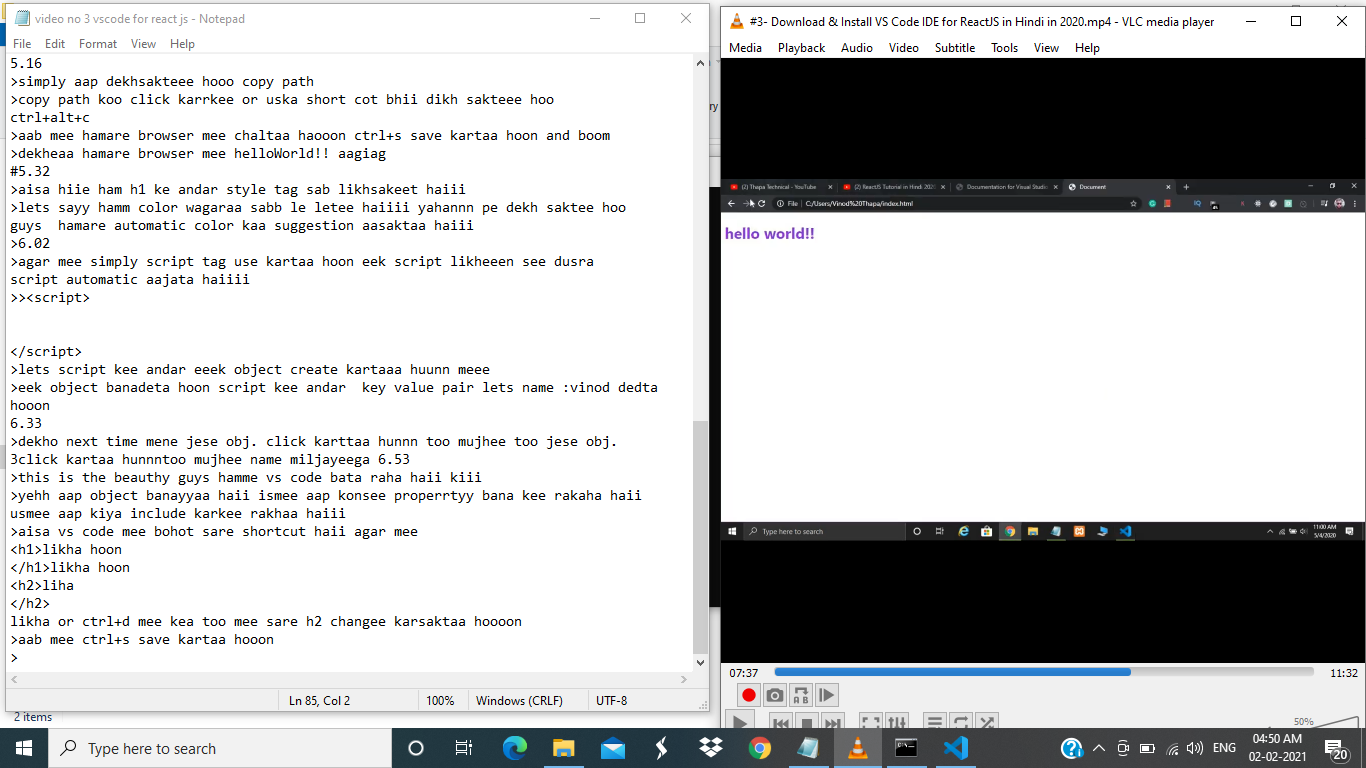 video no 3 vscode for react js - Notepad
File Edit Format View Help
5.16
>simply aap dekhsakteee hooo copy path
>copy path koo click karrkee or uska short cot bhii dikh sakteee hoo
ctrl+alt+c
>aab mee hamare browser mee chaltaa haooon ctrl+s save kartaa hoon and boom
>dekheaa hamare browser mee helloWorld!! aagiag
#5.32
>aisa hiie ham h1 ke andar style tag sab likhsakeet haiii
>lets sayy hamm color wagaraa sabb le letee haiiii yahannn pe dekh saktee hoo
guys  hamare automatic color kaa suggestion aasaktaa haiii
>6.02
>agar mee simply script tag use kartaa hoon eek script likheeen see dusra
script automatic aajata haiiii
>><script>
</script>
>lets script kee andar eeek object create kartaaa huunn meee
>eek object banadeta hoon script kee andar  key value pair lets name :vinod dedta
hooon
6.33
>dekho next time mene jese obj. click karttaa hunnn too mujhee too jese obj.
3click kartaa hunnntoo mujhee name miljayeega 6.53
>this is the beauthy guys hamme vs code bata raha haii kiii
>yehh aap object banayyaa haii ismee aap konsee properrtyy bana kee rakaha haii
usmee aap kiya include karkee rakhaa haiii
>aisa vs code mee bohot sare shortcut haii agar mee
<h1>likha hoon
</h1>likha hoon
<h2>liha
</h2>
likha or ctrl+d mee kea too mee sare h2 changee karsaktaa hoooon
>aab mee ctrl+s save kartaa hooon
>
Ln 85, Col 2 100% Windows (CRLF) UTF-8
2 items
ry
#3- Download & Install VS Code IDE for ReactJS in Hindi in 2020.mp4 - VLC media player
Media Playback Audio Video Subtitle Tools View Help
(2) Thapa Technical - YouTube (2) ReactJS Tutorial in Hindi 202 Documentation for Visual Studio Document
File | C:/Users/Vinod%20Thapa/index.html
hello world!!
Type here to search
11:00 AM
5/4/2020
07:37 11:32
50%
Type here to search
ENG
04:50 AM
02-02-2021
20